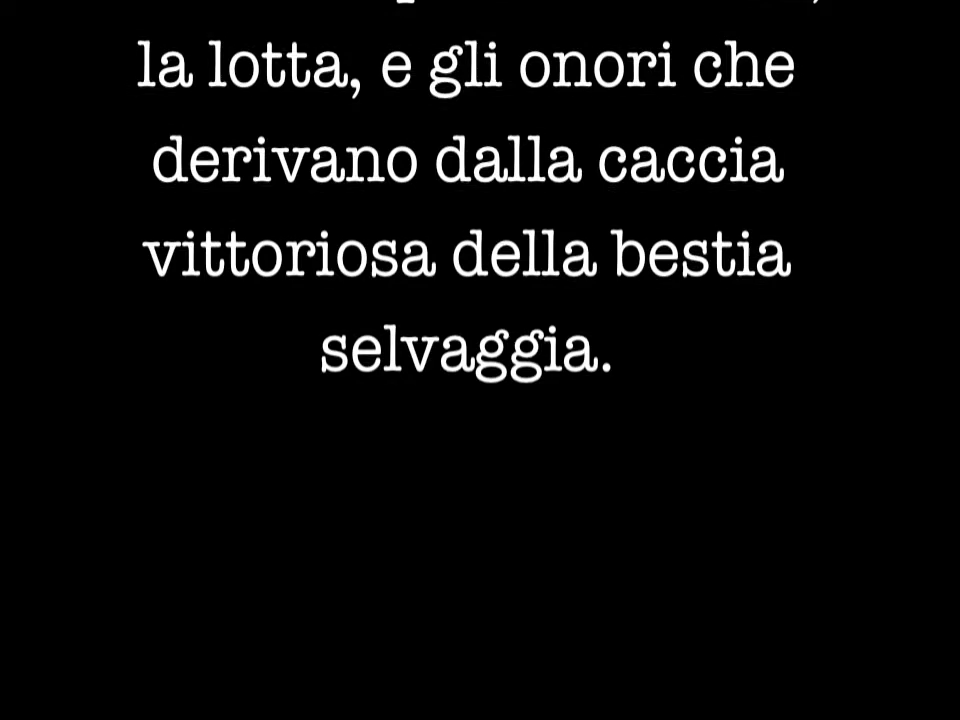 la lotta, e gli onori che
derivano dalla caccia
vittoriosa della bestia
selvaggia.